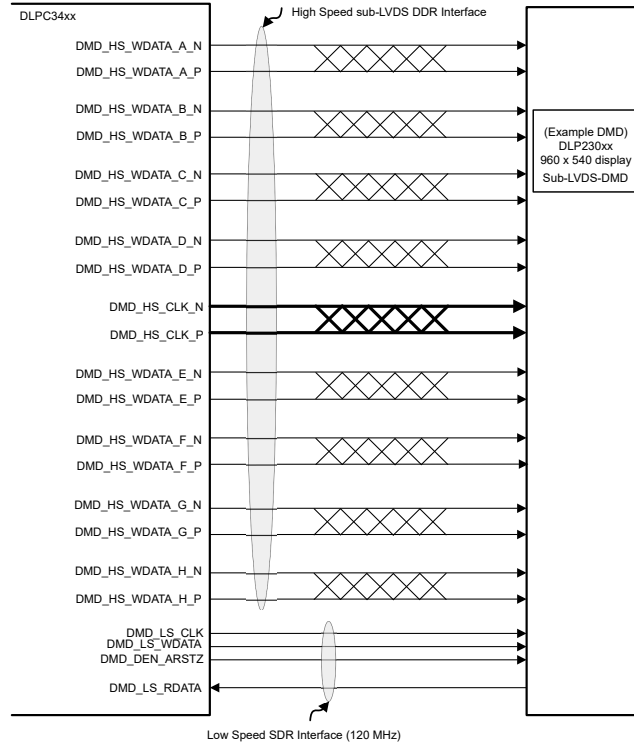 DLPC34xx
High Speed sub-LVDS DDR Interface
DMD_HS_WDATA_A_N
DMD_HS_WDATA_A_P
DMD_HS_WDATA_B_N
DMD_HS_WDATA_B_P
(Example DMD)
DLP230xx
960 x 540 display
Sub-LVDS-DMD
DMD_HS_WDATA_C_N
DMD_HS_WDATA_C_P
DMD_HS_WDATA_D_N
DMD_HS_WDATA_D_P
DMD_HS_CLK_N
DMD_HS_CLK_P
DMD_HS_WDATA_E_N
DMD_HS_WDATA_E_P
DMD_HS_WDATA_F_N
DMD_HS_WDATA_F_P
DMD_HS_WDATA_G_N
DMD_HS_WDATA_G_P
DMD_HS_WDATA_H_N
DMD_HS_WDATA_H_P
DMD_LS_CLK
DMD_LS_WDATA
DMD_DEN_ARSTZ
DMD_LS_RDATA
Low Speed SDR Interface (120 MHz)